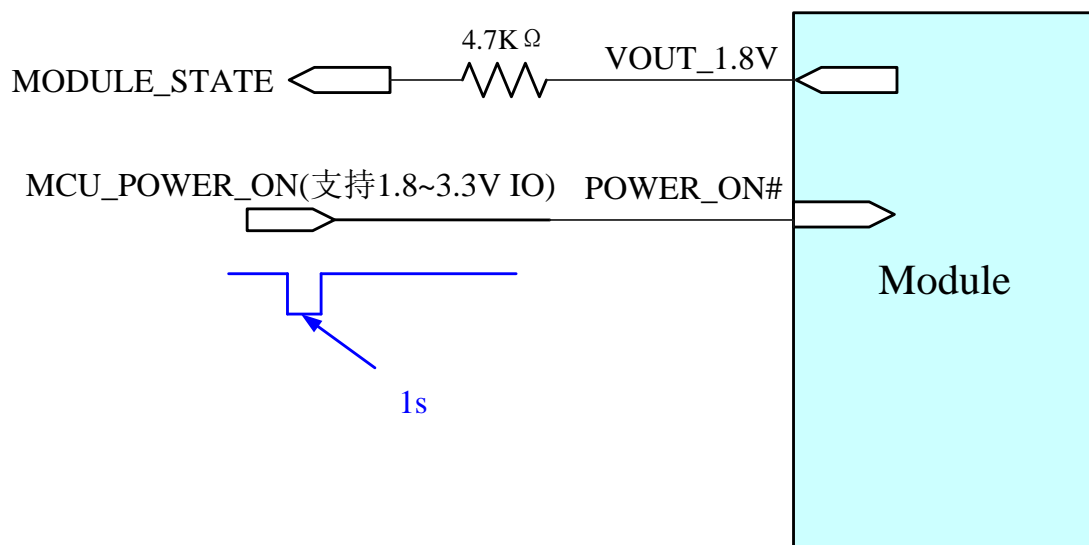 4.7KΩ
MODULE_STATE
VOUT_1.8V
MCU_POWER_ON(支持1.8~3.3V IO)
POWER_ON#
Module
1s